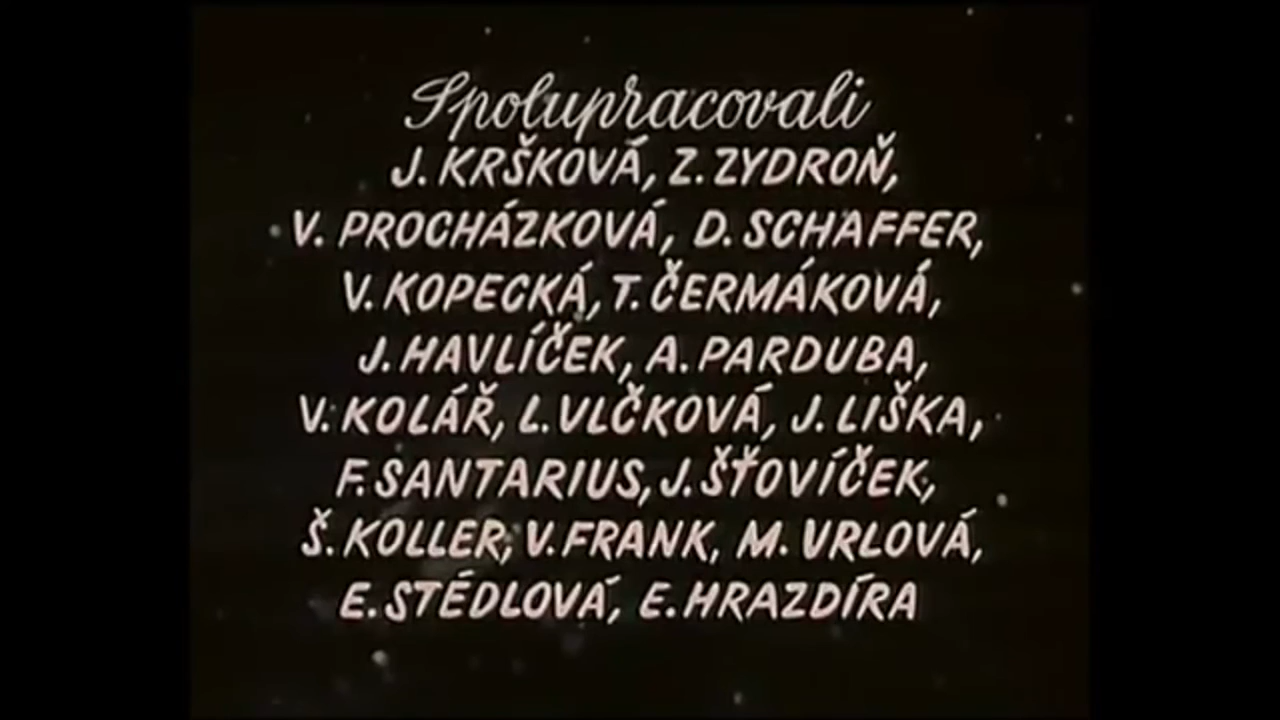 Spolupracovali
J. KRŠKOVÁ, Z. ZYDROŇ,
V. PROCHÁZKOVÁ, D. SCHAFFER,
V. KOPECKÁ, T. ČERMÁKOVÁ,
J. HAVLÍČEK, A. PARDUBA,
V. KOLÁŘ, L. VLČKOVÁ, J. LIŠKA,
F. SANTARIUS, J. ŠŤOVÍČEK,
Š. KOLLER, V. FRANK, M. VRLOVÁ,
E. STÉDLOVÁ, E. HRAZDÍRA